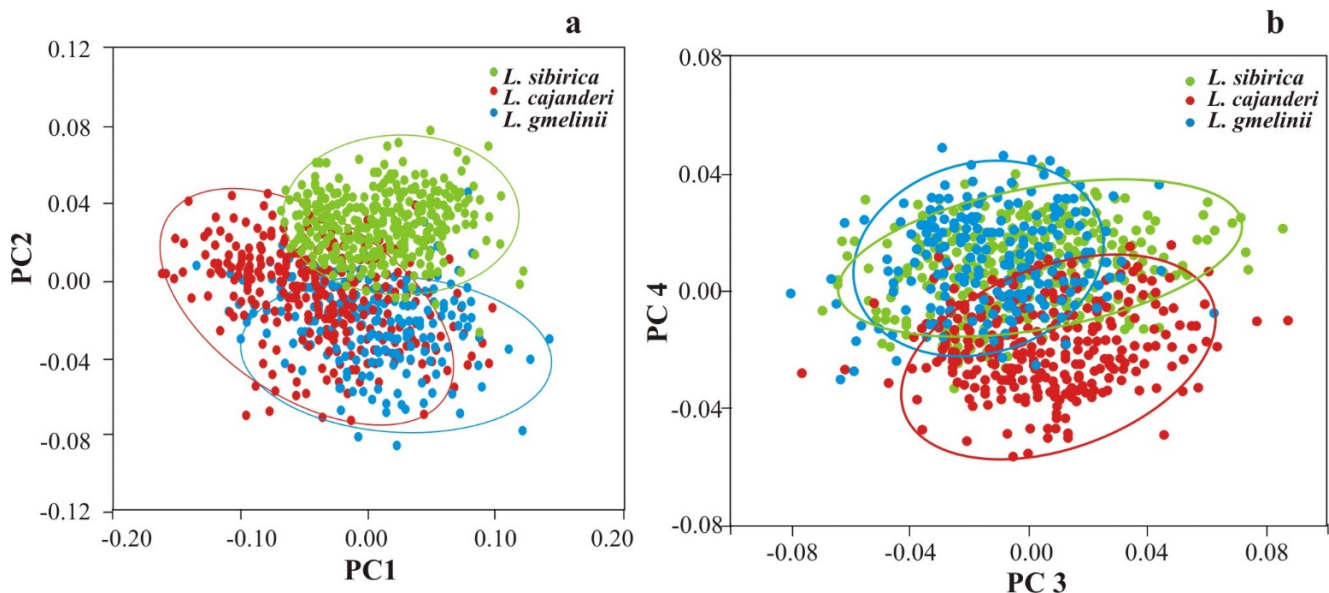 a
0.12
0.08
0.04
0.00
-0.04
-0.08
-0.12
PC2
L. sibirica
L. cajanderi
L. gmelinii
-0.20 -0.10 0.00 0.10 0.20
PC1
b
0.08
0.04
0.00
-0.04
-0.08
PC 4
L. sibirica
L. cajanderi
L. gmelinii
-0.08 -0.04 0.00 0.04 0.08
PC 3